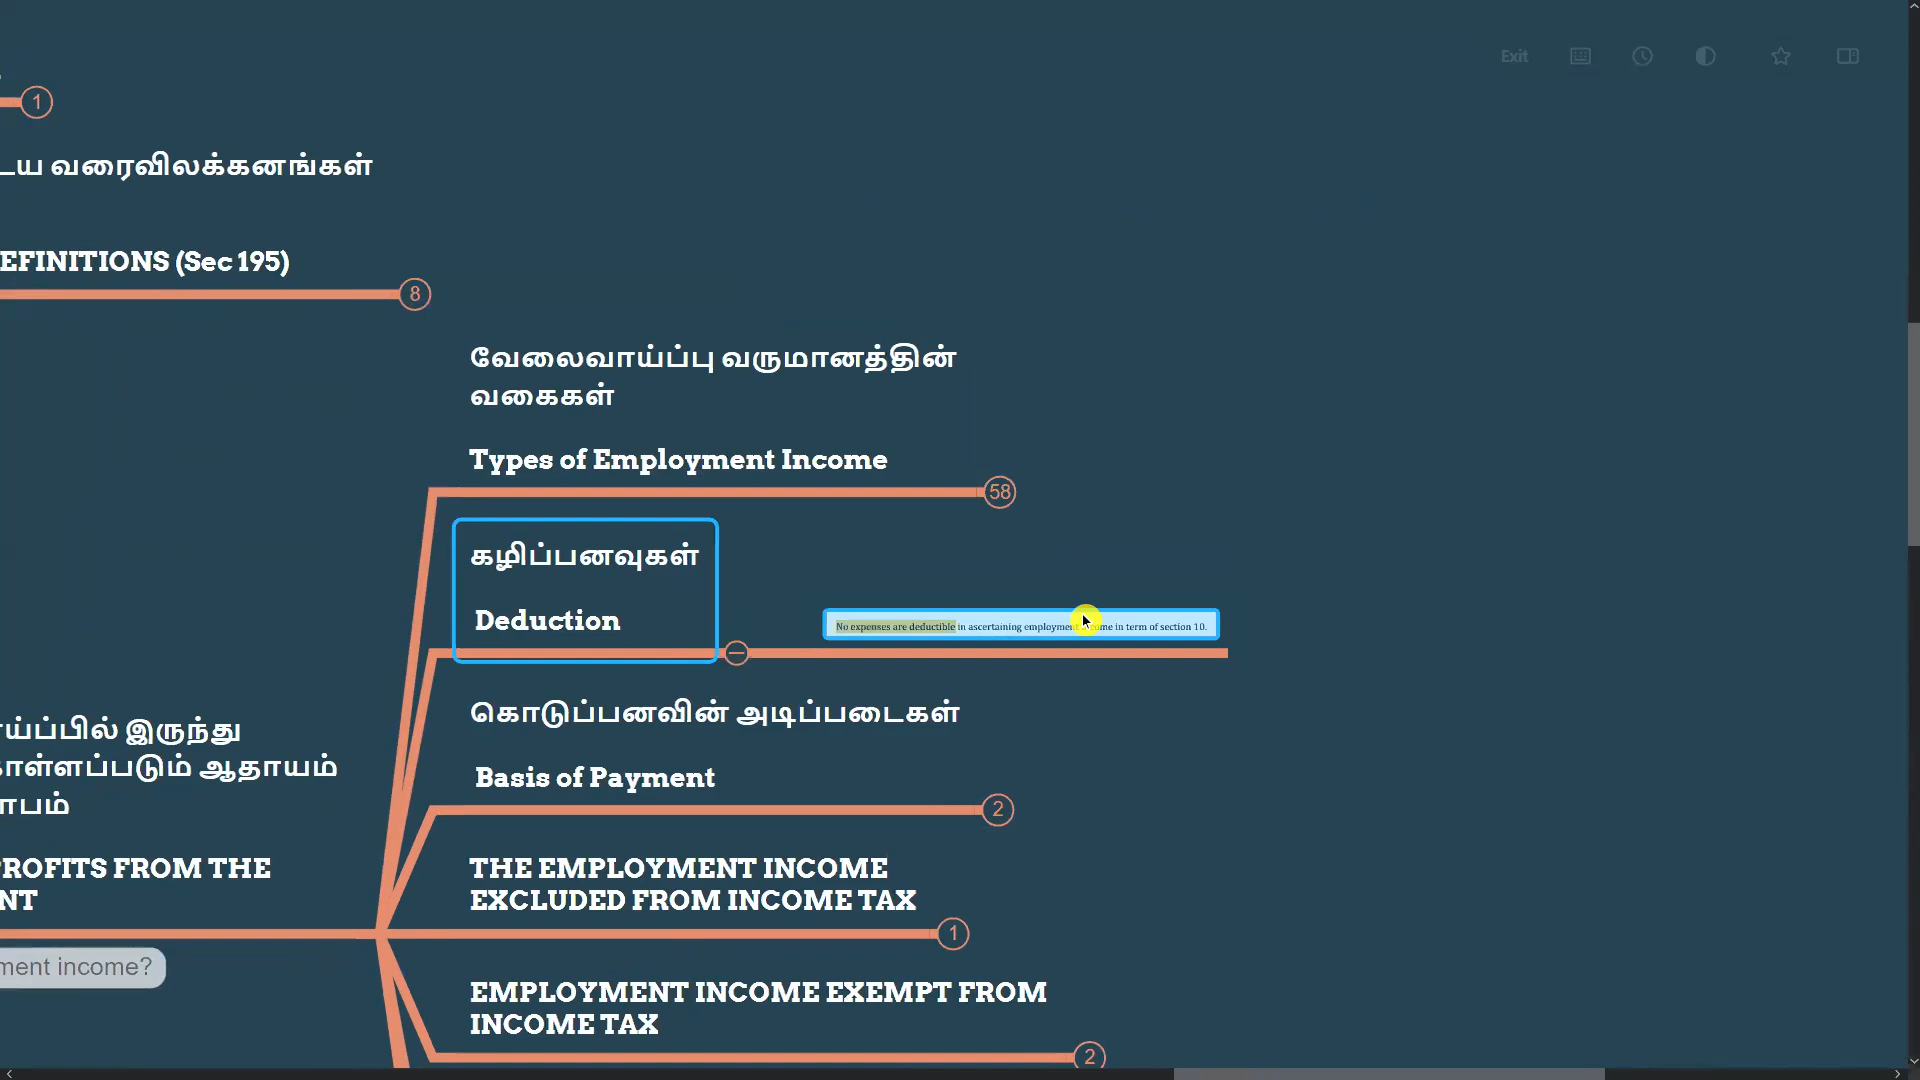 Exit
1
டய வரைவிலக்கனங்கள்
EFINITIONS (Sec 195)
8
வேலைவாய்ப்பு வருமானத்தின்
வகைகள்
Types of Employment Income
58
கழிப்பனவுகள்
Deduction
No expenses are deductible in ascertaining employment income in term of section 10.
கொடுப்பனவின் அடிப்படைகள்
Basis of Payment
2
ய்ப்பில் இருந்து
காள்ளப்படும் ஆதாயம்
ாபம்
PROFITS FROM THE
NT
THE EMPLOYMENT INCOME
EXCLUDED FROM INCOME TAX
1
ment income?
EMPLOYMENT INCOME EXEMPT FROM
INCOME TAX
2